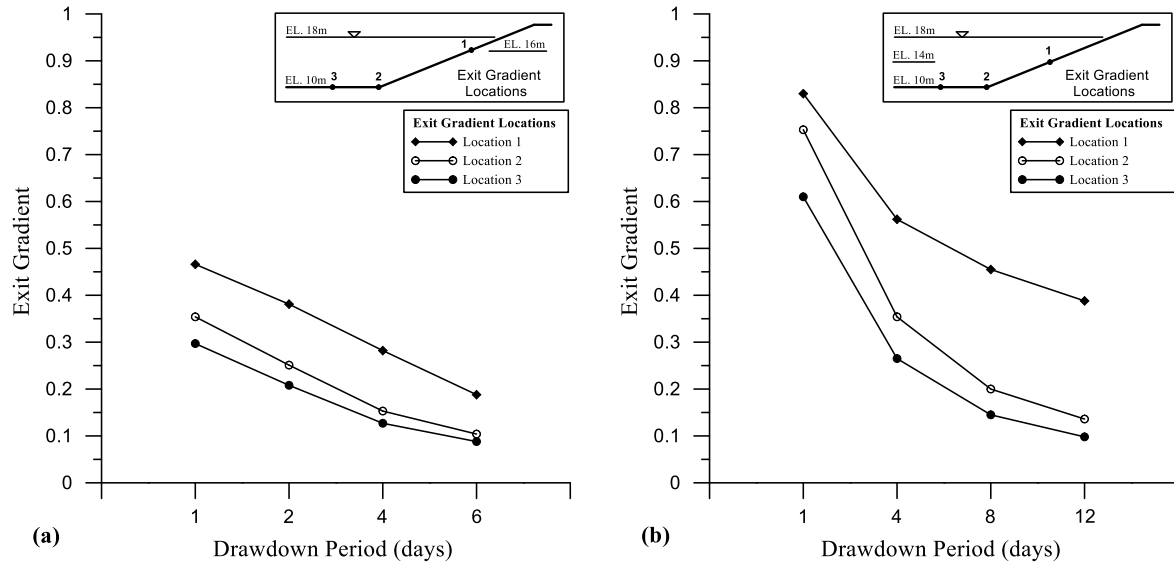 1
0.9
0.8
0.7
0.6
0.5
0.4
0.3
0.2
0.1
0
Exit Gradient
EL. 18m
1
EL. 16m
EL. 10m
3
2
Exit Gradient
Locations
Exit Gradient Locations
Location 1
Location 2
Location 3
1
2
4
6
Drawdown Period (days)
(a)
1
0.9
0.8
0.7
0.6
0.5
0.4
0.3
0.2
0.1
0
Exit Gradient
EL. 18m
1
EL. 14m
EL. 10m
3
2
Exit Gradient
Locations
Exit Gradient Locations
Location 1
Location 2
Location 3
1
4
8
12
Drawdown Period (days)
(b)